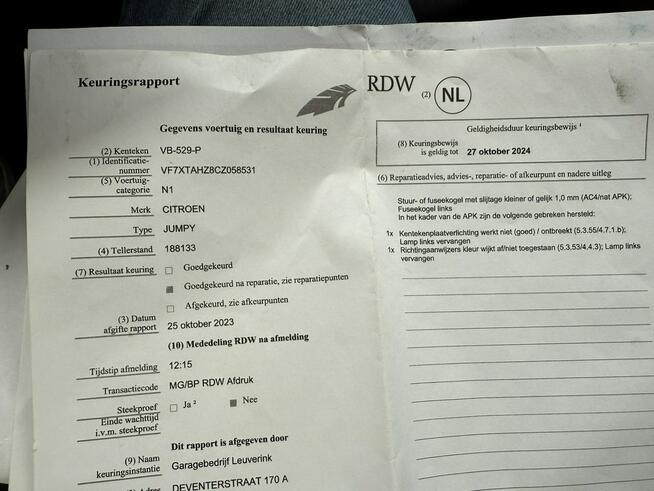 Keuringsrapport
RDW (2) NL
Gegevens voertuig en resultaat keuring
(2) Kenteken VB-529-P
(1) Identificatie-
nummer VF7XTAHZ8CZ058531
(5) Voertuig-
categorie N1
Merk CITROEN
Type JUMPY
(4) Tellerstand 188133
(7) Resultaat keuring Goedgekeurd
Goedgekeurd na reparatie, zie reparatiepunten
Afgekeurd, zie afkeurpunten
(3) Datum
afgifte rapport 25 oktober 2023
(10) Mededeling RDW na afmelding
Tijdstip afmelding 12:15
Transactiecode MG/BP RDW Afdruk
Steekproef Ja ² Nee
Einde wachttijd
i.v.m. steekproef
Dit rapport is afgegeven door
(9) Naam
keuringsinstantie Garagebedrijf Leuverink
Adres DEVENTERSTRAAT 170 A
Geldigheidsduur keuringsbewijs ⁴
(8) Keuringsbewijs
is geldig tot 27 oktober 2024
(6) Reparatieadvies, advies-, reparatie- of afkeurpunt en nadere uitleg
Stuur- of fuseekogel met slijtage kleiner of gelijk 1,0 mm (AC4/nat APK);
Fuseekogel links
In het kader van de APK zijn de volgende gebreken hersteld:
1x Kentekenplaatverlichting werkt niet (goed) / ontbreekt (5.3.55/4.7.1.b);
Lamp links vervangen
1x Richtingaanwijzers kleur wijkt af/niet toegestaan (5.3.53/4.4.3); Lamp links
vervangen